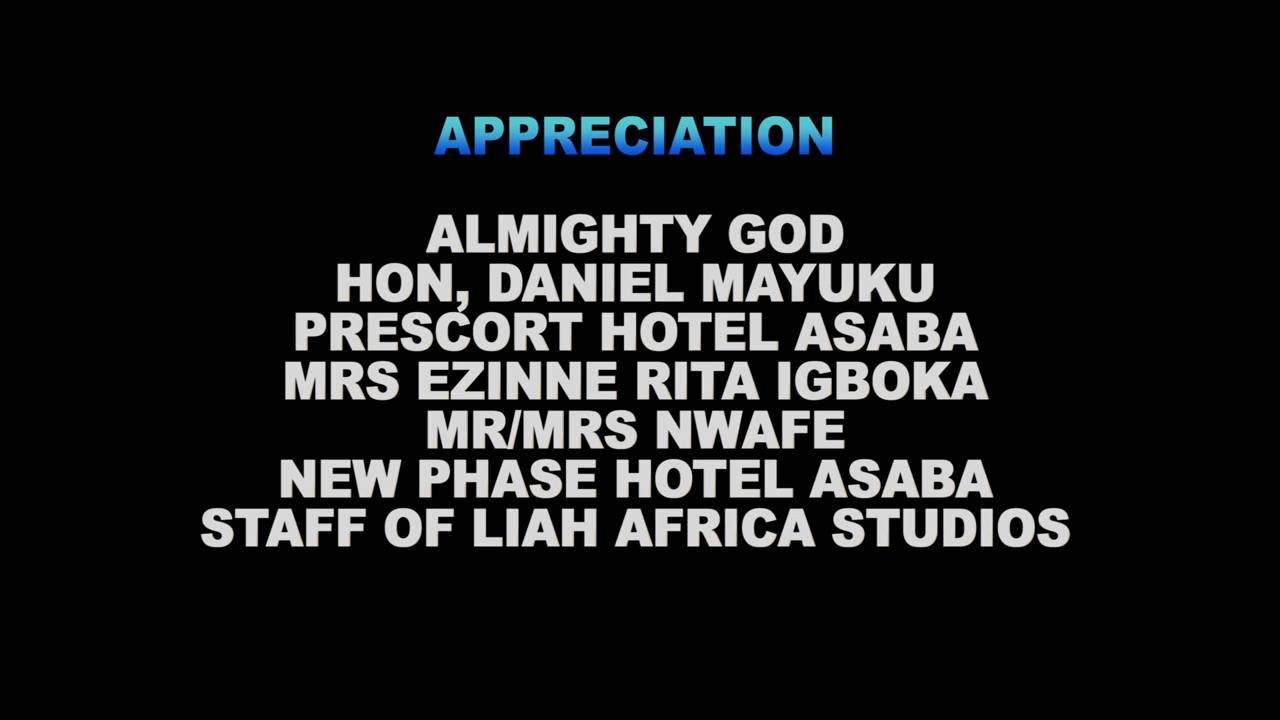 APPRECIATION
ALMIGHTY GOD
HON, DANIEL MAYUKU
PRESCORT HOTEL ASABA
MRS EZINNE RITA IGBOKA
MR/MRS NWAFE
NEW PHASE HOTEL ASABA
STAFF OF LIAH AFRICA STUDIOS